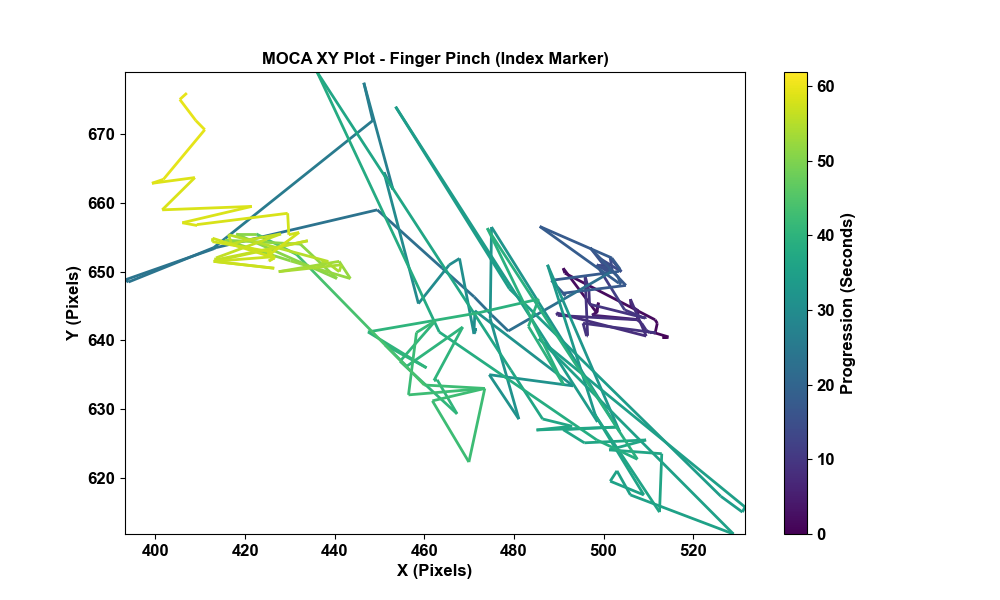 MOCA XY Plot - Finger Pinch (Index Marker)
670
660
650
640
630
620
Y (Pixels)
400 420 440 460 480 500 520
X (Pixels)
60
50
40
30
20
10
0
Progression (Seconds)